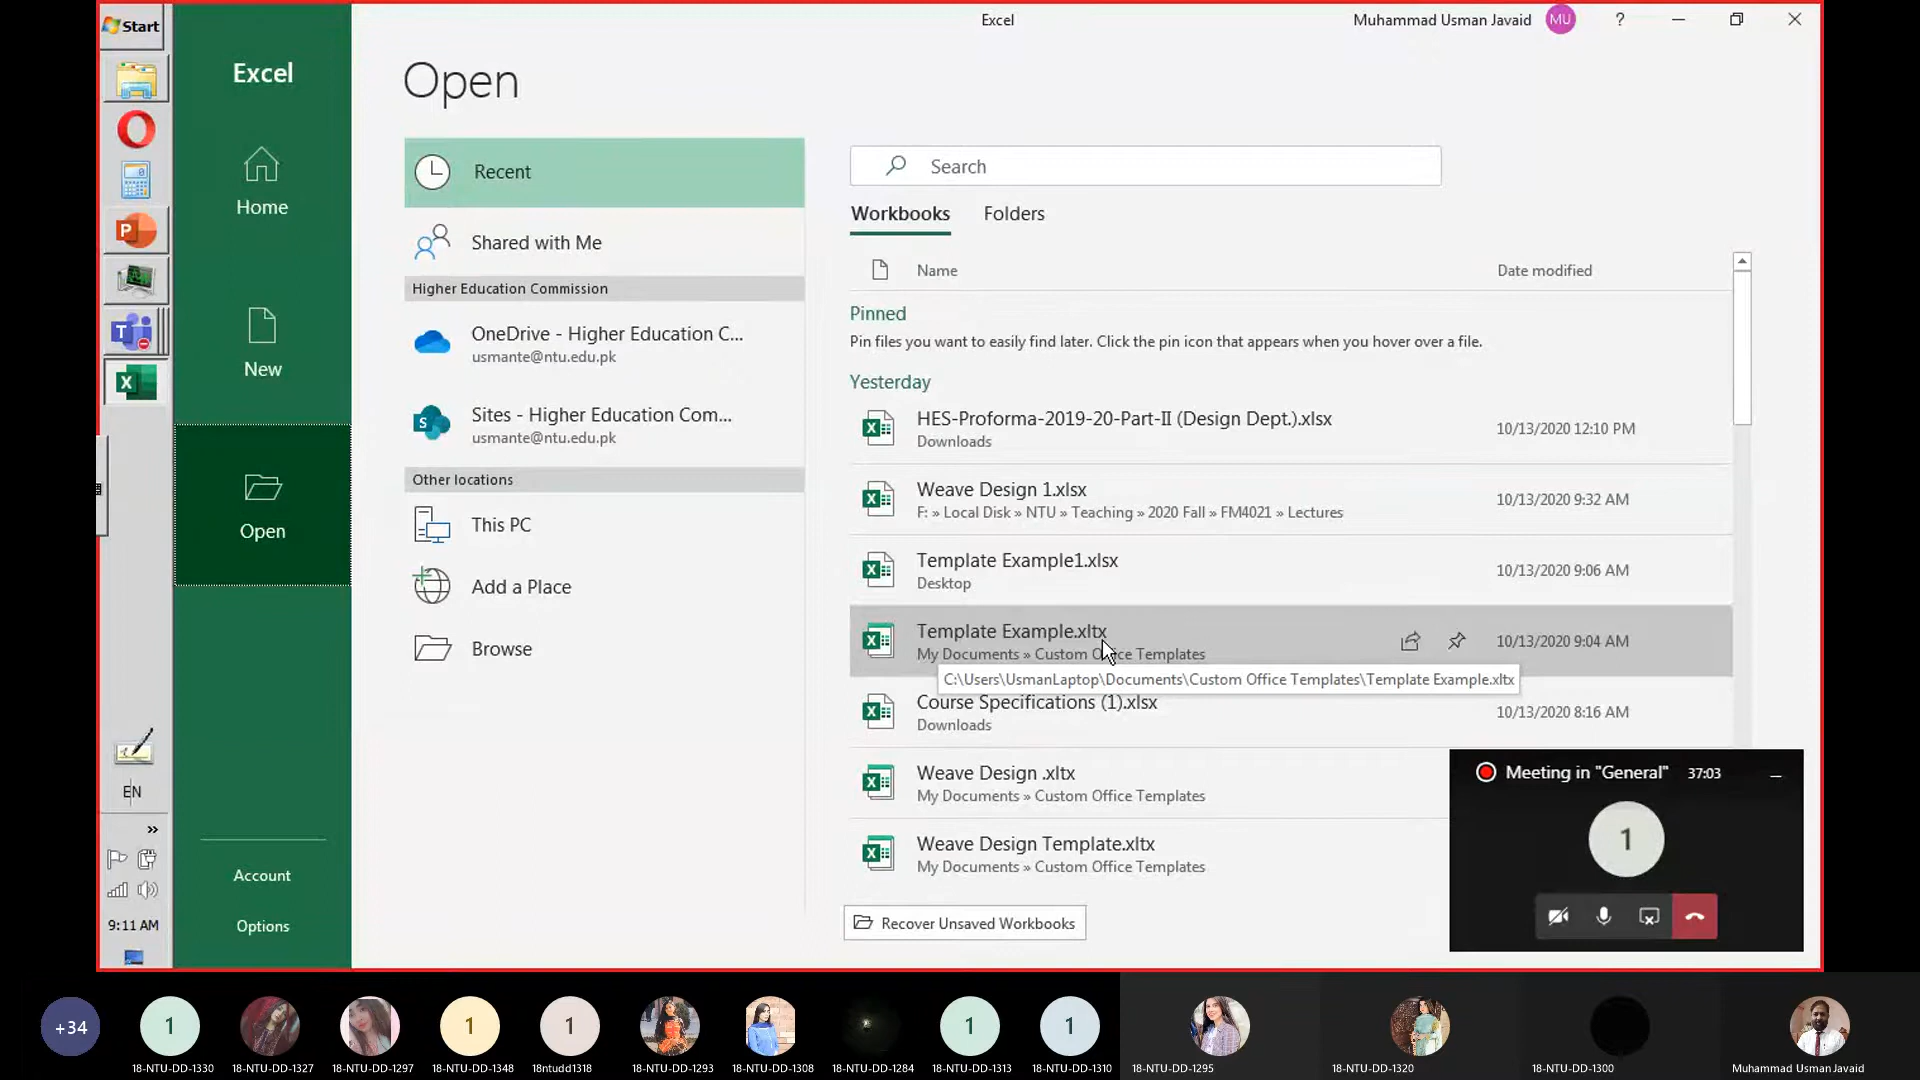 Start
Excel
Muhammad Usman Javaid
MU
?
Excel
Home
New
Open
Account
Options
Open
Recent
Shared with Me
Higher Education Commission
OneDrive - Higher Education C...
usmante@ntu.edu.pk
Sites - Higher Education Com...
usmante@ntu.edu.pk
Other locations
This PC
Add a Place
Browse
Search
Workbooks Folders
Name Date modified
Pinned
Pin files you want to easily find later. Click the pin icon that appears when you hover over a file.
Yesterday
HES-Proforma-2019-20-Part-II (Design Dept.).xlsx
Downloads
10/13/2020 12:10 PM
Weave Design 1.xlsx
F: » Local Disk » NTU » Teaching » 2020 Fall » FM4021 » Lectures
10/13/2020 9:32 AM
Template Example1.xlsx
Desktop
10/13/2020 9:06 AM
Template Example.xltx
My Documents » Custom Office Templates
10/13/2020 9:04 AM
C:\Users\UsmanLaptop\Documents\Custom Office Templates\Template Example.xltx
Course Specifications (1).xlsx
Downloads
10/13/2020 8:16 AM
Weave Design .xltx
My Documents » Custom Office Templates
Weave Design Template.xltx
My Documents » Custom Office Templates
Recover Unsaved Workbooks
Meeting in "General" 37:03
1
EN
9:11 AM
+34
1
1
1
1
1
18-NTU-DD-1330
18-NTU-DD-1327
18-NTU-DD-1297
18-NTU-DD-1348
18ntudd1318
18-NTU-DD-1293
18-NTU-DD-1308
18-NTU-DD-1284
18-NTU-DD-1313
18-NTU-DD-1310
18-NTU-DD-1295
18-NTU-DD-1320
18-NTU-DD-1300
Muhammad Usman Javaid